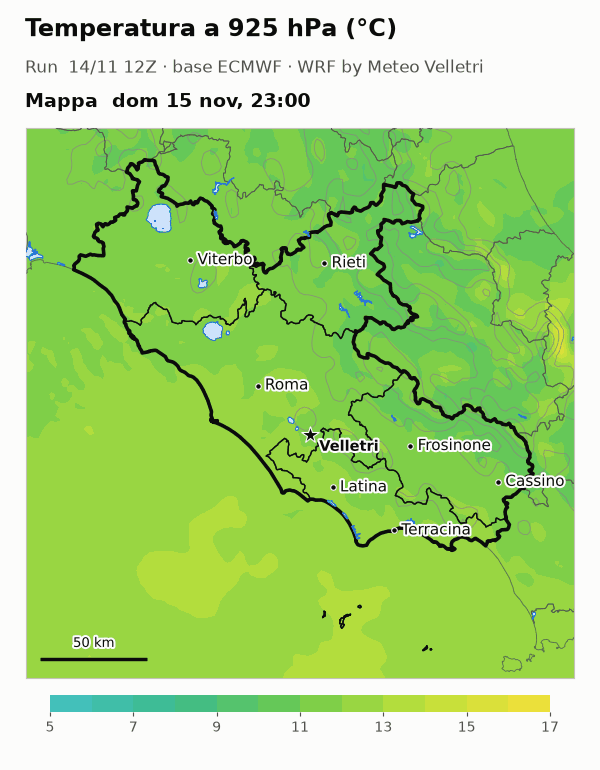 Temperatura a 925 hPa (°C)
Run  14/11 12Z · base ECMWF · WRF by Meteo Velletri
Mappa  dom 15 nov, 23:00
Viterbo
Rieti
Roma
Velletri
Frosinone
Cassino
Latina
Terracina
50 km
5 7 9 11 13 15 17